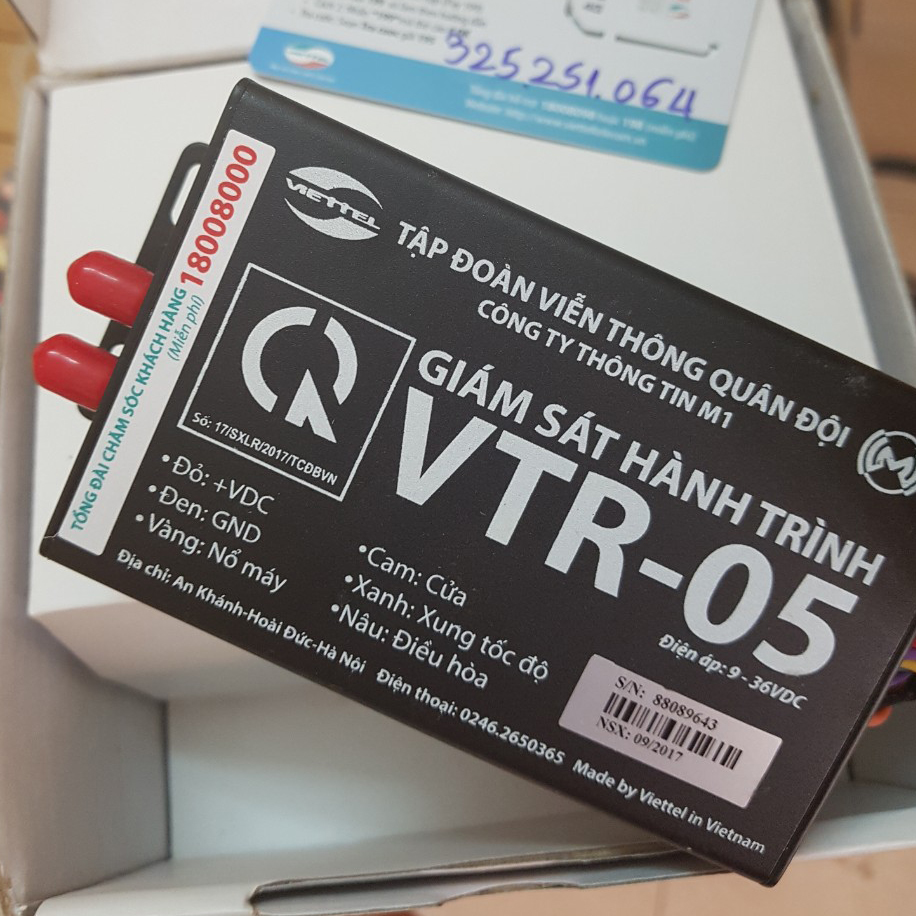 325.251.064
VIETTEL
TẬP ĐOÀN VIỄN THÔNG QUÂN ĐỘI
CÔNG TY THÔNG TIN M1
M
TỔNG ĐÀI CHĂM SÓC KHÁCH HÀNG 18008000
(Miễn phí)
Số: 17/SXLR/2017/TCĐBVN
GIÁM SÁT HÀNH TRÌNH
VTR-05
Điện áp: 9 - 36VDC
•Đỏ: +VDC
•Đen: GND
•Vàng: Nổ máy
•Cam: Cửa
•Xanh: Xung tốc độ
•Nâu: Điều hòa
S/N: 88089643
NSX: 09/2017
Địa chỉ: An Khánh-Hoài Đức-Hà Nội Điện thoại: 0246.2650365 Made by Viettel in Vietnam